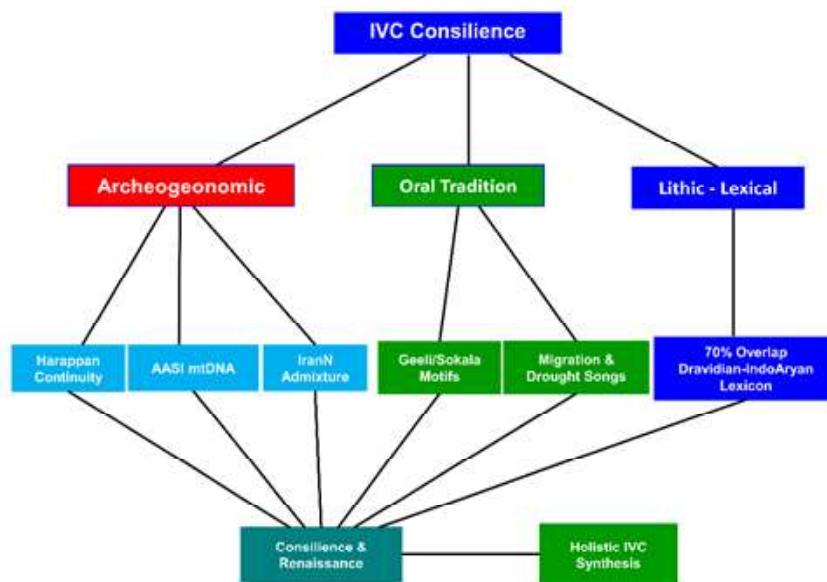 IVC Consilience
Archeogeonomic
Oral Tradition
Lithic - Lexical
Harappan
Continuity
AASI mtDNA
IranN
Admixture
Geeli/Sokala
Motifs
Migration &
Drought Songs
70% Overlap
Dravidian-IndoAryan
Lexicon
Consilience &
Renaissance
Holistic IVC
Synthesis